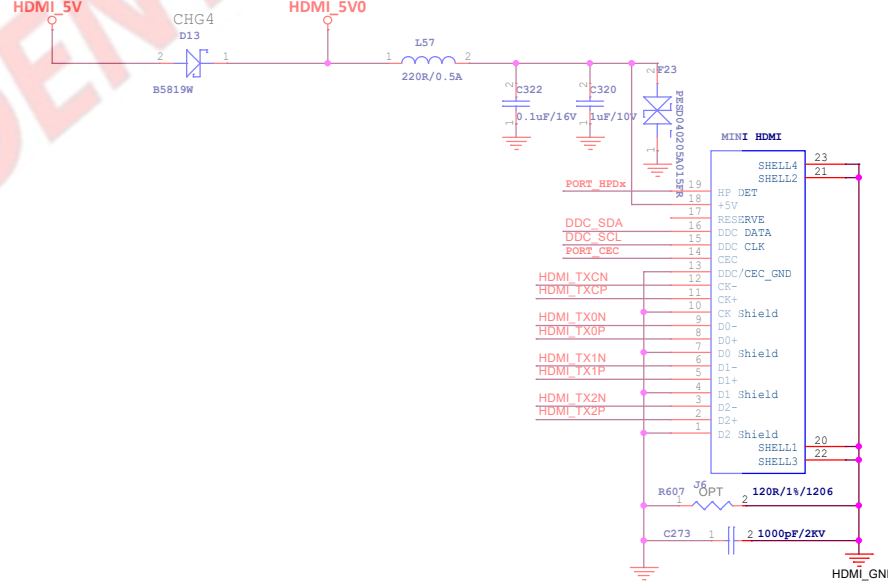 HDMI_5V
HDMI_5V0
CHG4
D13
2
1
B5819W
L57
1
2
220R/0.5A
2
C322
0.1uF/16V
1
2
C320
1uF/10V
1
2
F23
PESD040205A015FR
1
MINI HDMI
SHELL4
23
SHELL2
21
PORT_HPDx
19
HP DET
18
+5V
17
RESERVE
DDC_SDA
16
DDC DATA
DDC_SCL
15
DDC CLK
PORT_CEC
14
CEC
13
DDC/CEC_GND
HDMI_TXCN
12
CK-
HDMI_TXCP
11
CK+
10
CK Shield
HDMI_TX0N
9
D0-
HDMI_TX0P
8
D0+
7
D0 Shield
HDMI_TX1N
6
D1-
HDMI_TX1P
5
D1+
4
D1 Shield
HDMI_TX2N
3
D2-
HDMI_TX2P
2
D2+
1
D2 Shield
SHELL1
20
SHELL3
22
R607
J6
OPT
1
2
120R/1%/1206
C273
1
2
1000pF/2KV